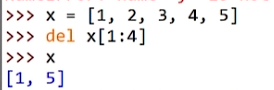 >>> x = [1, 2, 3, 4, 5]
>>> del x[1:4]
>>> x
[1, 5]